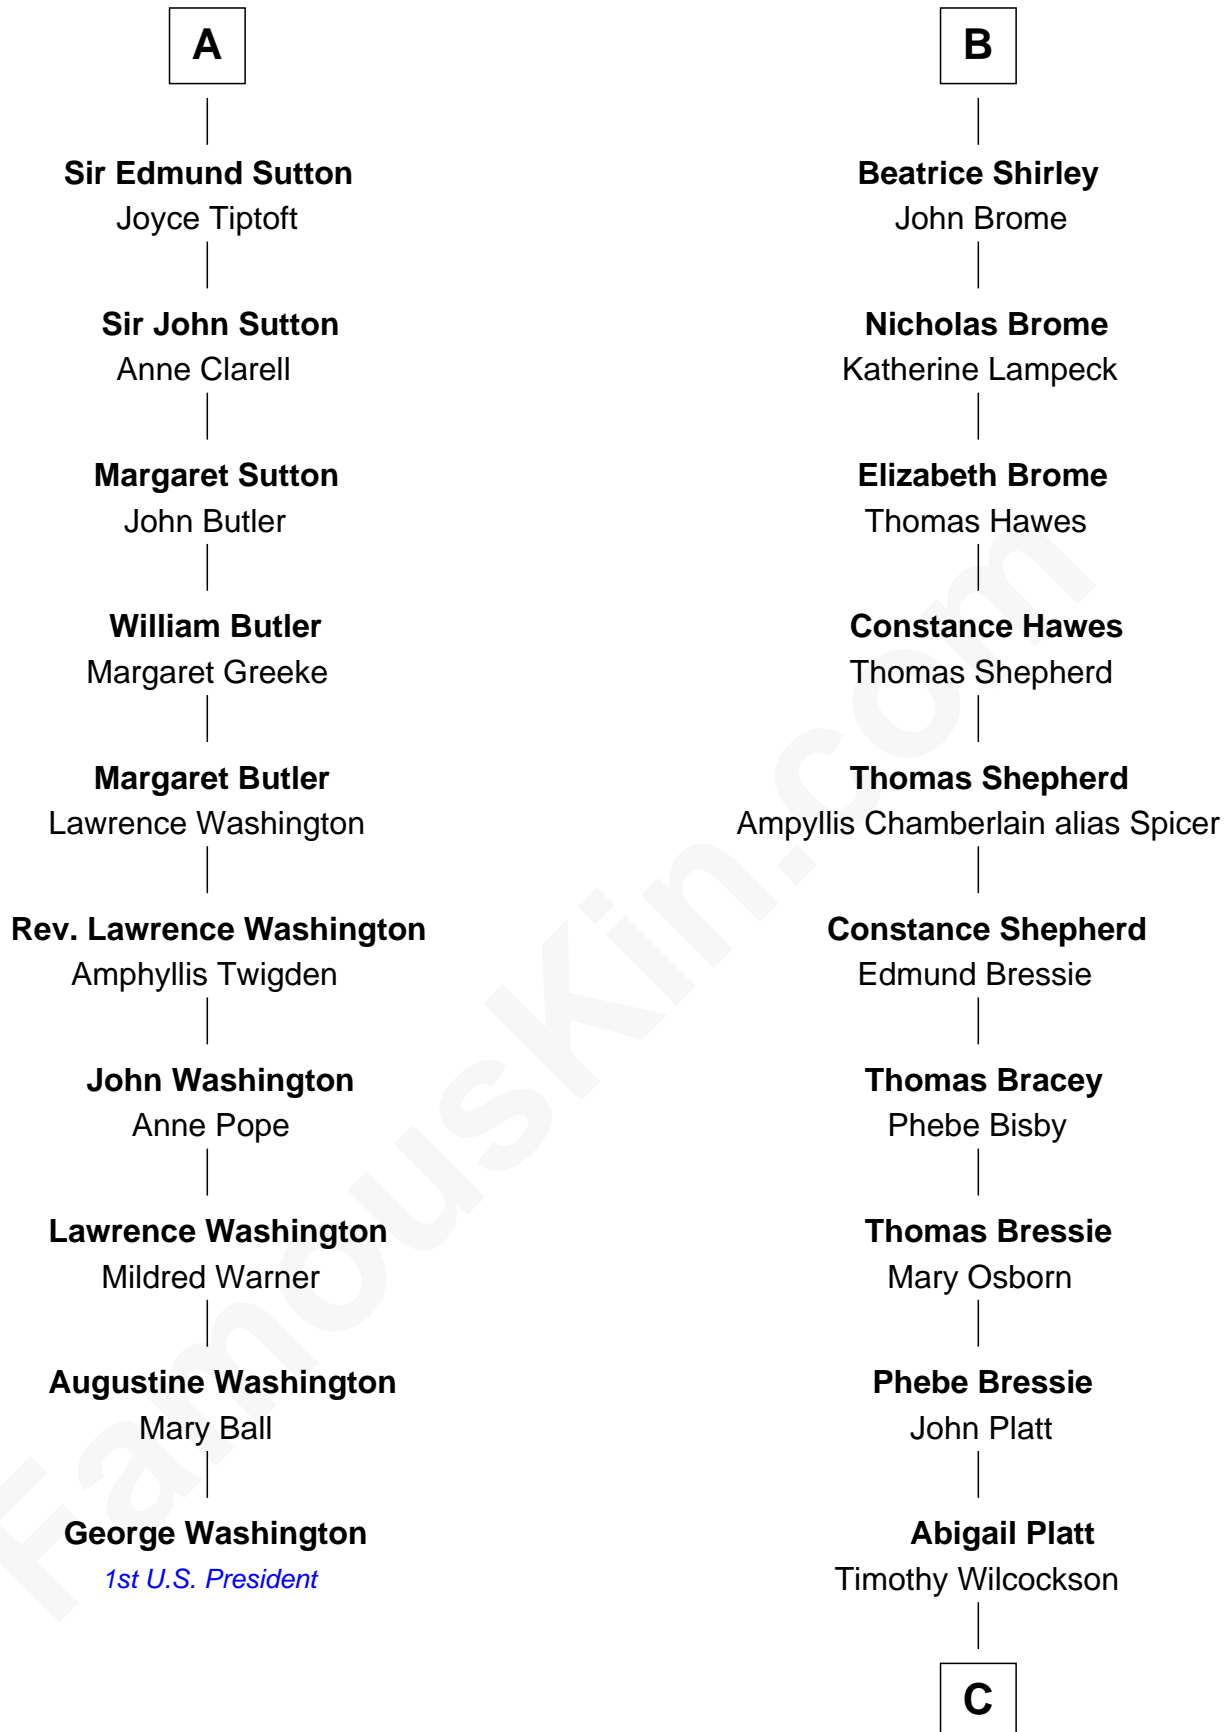 A
Sir Edmund Sutton
Joyce Tiptoft
Sir John Sutton
Anne Clarell
Margaret Sutton
John Butler
William Butler
Margaret Greeke
Margaret Butler
Lawrence Washington
Rev. Lawrence Washington
Amphyllis Twigden
John Washington
Anne Pope
Lawrence Washington
Mildred Warner
Augustine Washington
Mary Ball
George Washington
1st U.S. President
B
Beatrice Shirley
John Brome
Nicholas Brome
Katherine Lampeck
Elizabeth Brome
Thomas Hawes
Constance Hawes
Thomas Shepherd
Thomas Shepherd
Ampyllis Chamberlain alias Spicer
Constance Shepherd
Edmund Bressie
Thomas Bracey
Phebe Bisby
Thomas Bressie
Mary Osborn
Phebe Bressie
John Platt
Abigail Platt
Timothy Wilcockson
C
FamousKin.com